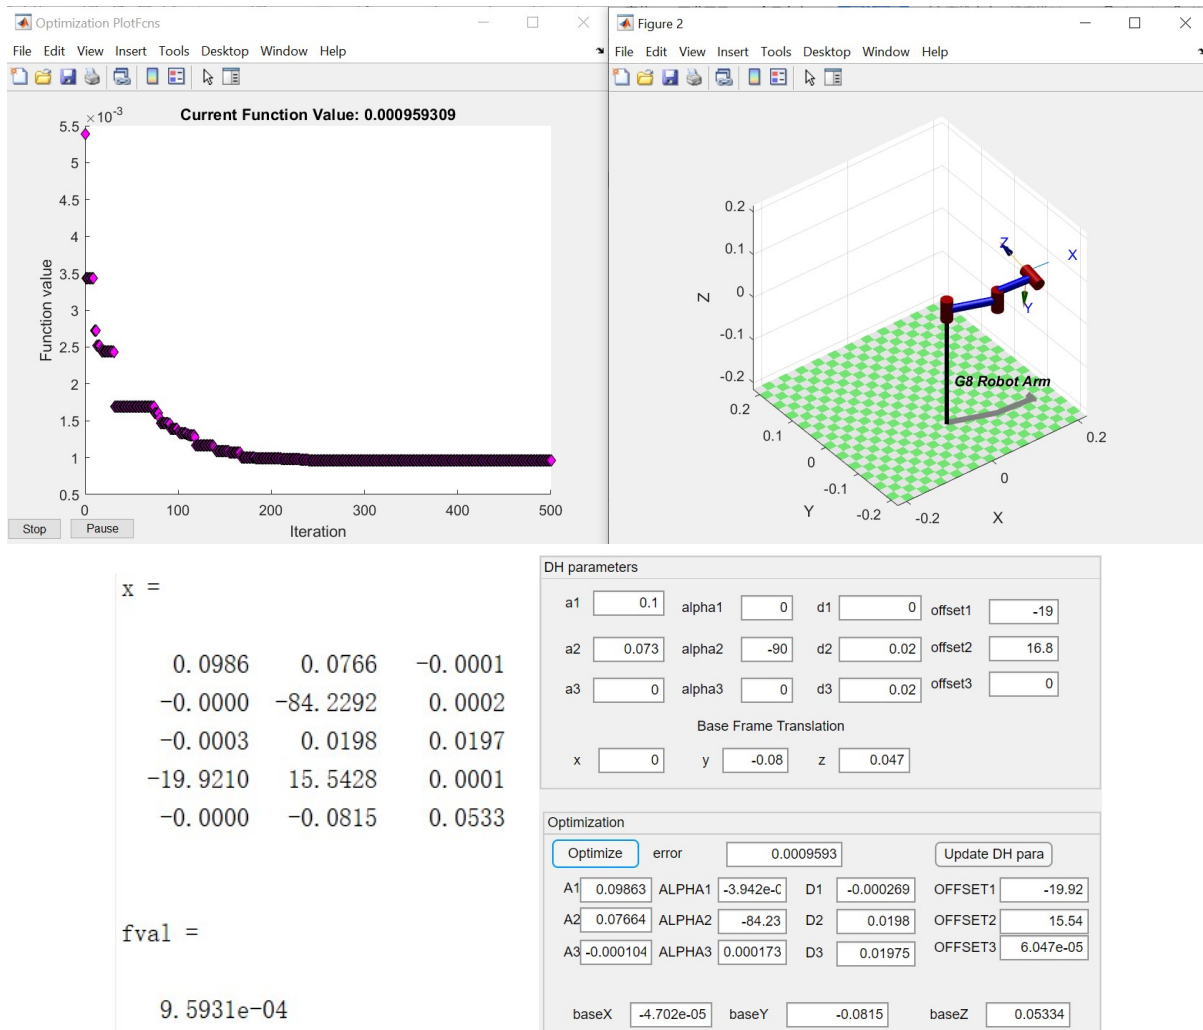 Optimization PlotFcns
File Edit View Insert Tools Desktop Window Help
Current Function Value: 0.000959309
×10-3
5.5
5
4.5
4
3.5
3
2.5
2
1.5
1
0.5
Function value
0 100 200 300 400 500
Iteration
Stop Pause
Figure 2
File Edit View Insert Tools Desktop Window Help
0.2
0.1
0
-0.1
-0.2
Z
Z X
Y
G8 Robot Arm
0.2
0.1
0
-0.1
-0.2
Y
-0.2
0
0.2
X
x =
0.0986 0.0766 -0.0001
-0.0000 -84.2292 0.0002
-0.0003 0.0198 0.0197
-19.9210 15.5428 0.0001
-0.0000 -0.0815 0.0533
fval =
9.5931e-04
DH parameters
a1 0.1 alpha1 0 d1 0 offset1 -19
a2 0.073 alpha2 -90 d2 0.02 offset2 16.8
a3 0 alpha3 0 d3 0.02 offset3 0
Base Frame Translation
x 0 y -0.08 z 0.047
Optimization
Optimize error 0.0009593 Update DH para
A1 0.09863 ALPHA1 -3.942e-0 D1 -0.000269 OFFSET1 -19.92
A2 0.07664 ALPHA2 -84.23 D2 0.0198 OFFSET2 15.54
A3 -0.000104 ALPHA3 0.000173 D3 0.01975 OFFSET3 6.047e-05
baseX -4.702e-05 baseY -0.0815 baseZ 0.05334